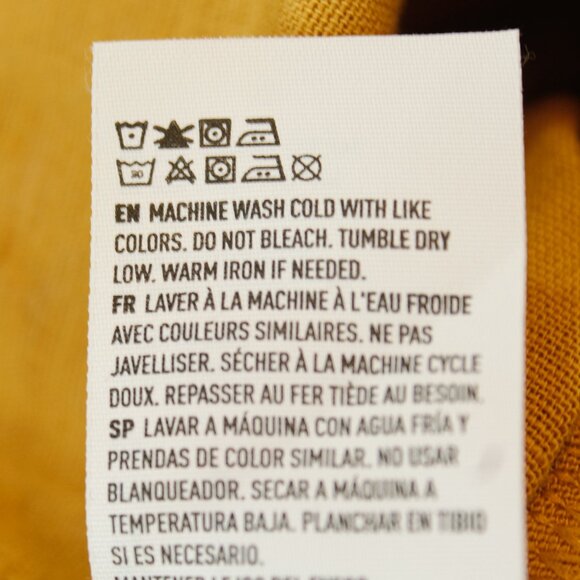 30
EN MACHINE WASH COLD WITH LIKE
COLORS. DO NOT BLEACH. TUMBLE DRY
LOW. WARM IRON IF NEEDED.
FR LAVER À LA MACHINE À L'EAU FROIDE
AVEC COULEURS SIMILAIRES. NE PAS
JAVELLISER. SÉCHER À LA MACHINE CYCLE
DOUX. REPASSER AU FER TIÈDE AU BESOIN.
SP LAVAR A MÁQUINA CON AGUA FRÍA Y
PRENDAS DE COLOR SIMILAR. NO USAR
BLANQUEADOR. SECAR A MÁQUINA A
TEMPERATURA BAJA. PLANCHAR EN TIBIO
SI ES NECESARIO.